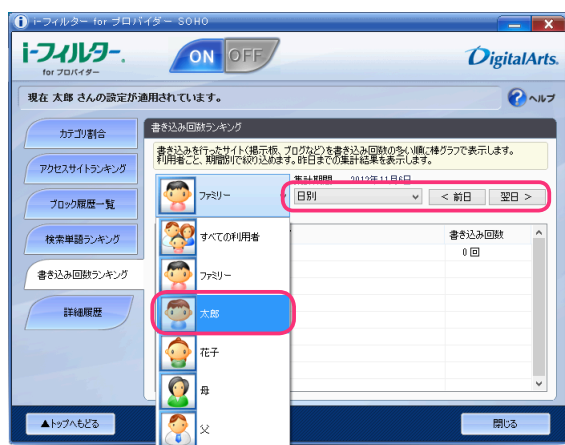 i-フィルター for プロバイダー SOHO
i-フィルター.
for プロバイダー
ON OFF
DigitalArts.
現在 太郎 さんの設定が適用されています。
ヘルプ
カテゴリ割合
アクセスサイトランキング
ブロック履歴一覧
検索単語ランキング
書き込み回数ランキング
詳細履歴
書き込み回数ランキング
書き込みを行ったサイト(掲示板、ブログなど)を書き込み回数の多い順に棒グラフで表示します。
利用者ごと、期間別で絞り込めます。昨日までの集計結果を表示します。
集計期間 2012年11月6日
ファミリー
日別
< 前日
翌日 >
書き込み回数
0 回
すべての利用者
ファミリー
太郎
花子
母
父
▲トップへもどる
閉じる